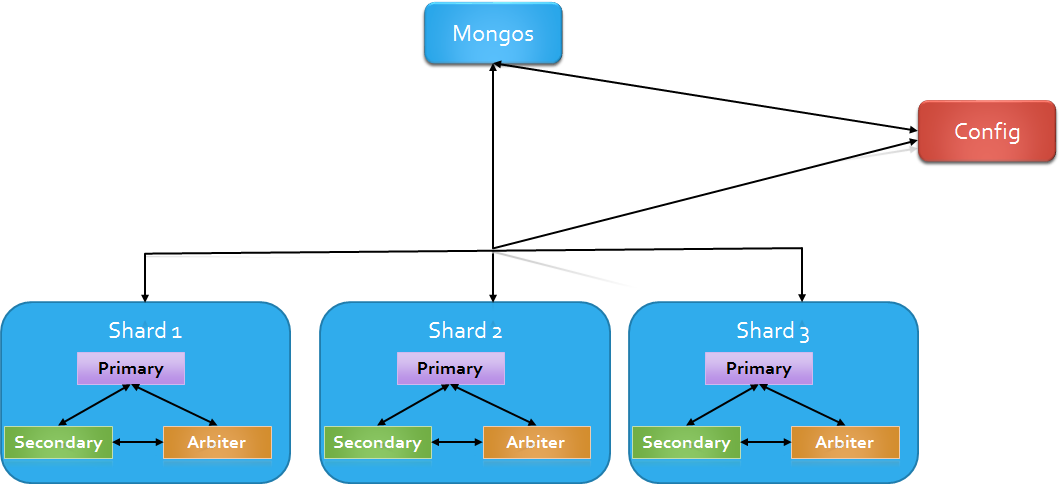 Mongos
Config
Shard 1
Primary
Secondary
Arbiter
Shard 2
Primary
Secondary
Arbiter
Shard 3
Primary
Secondary
Arbiter